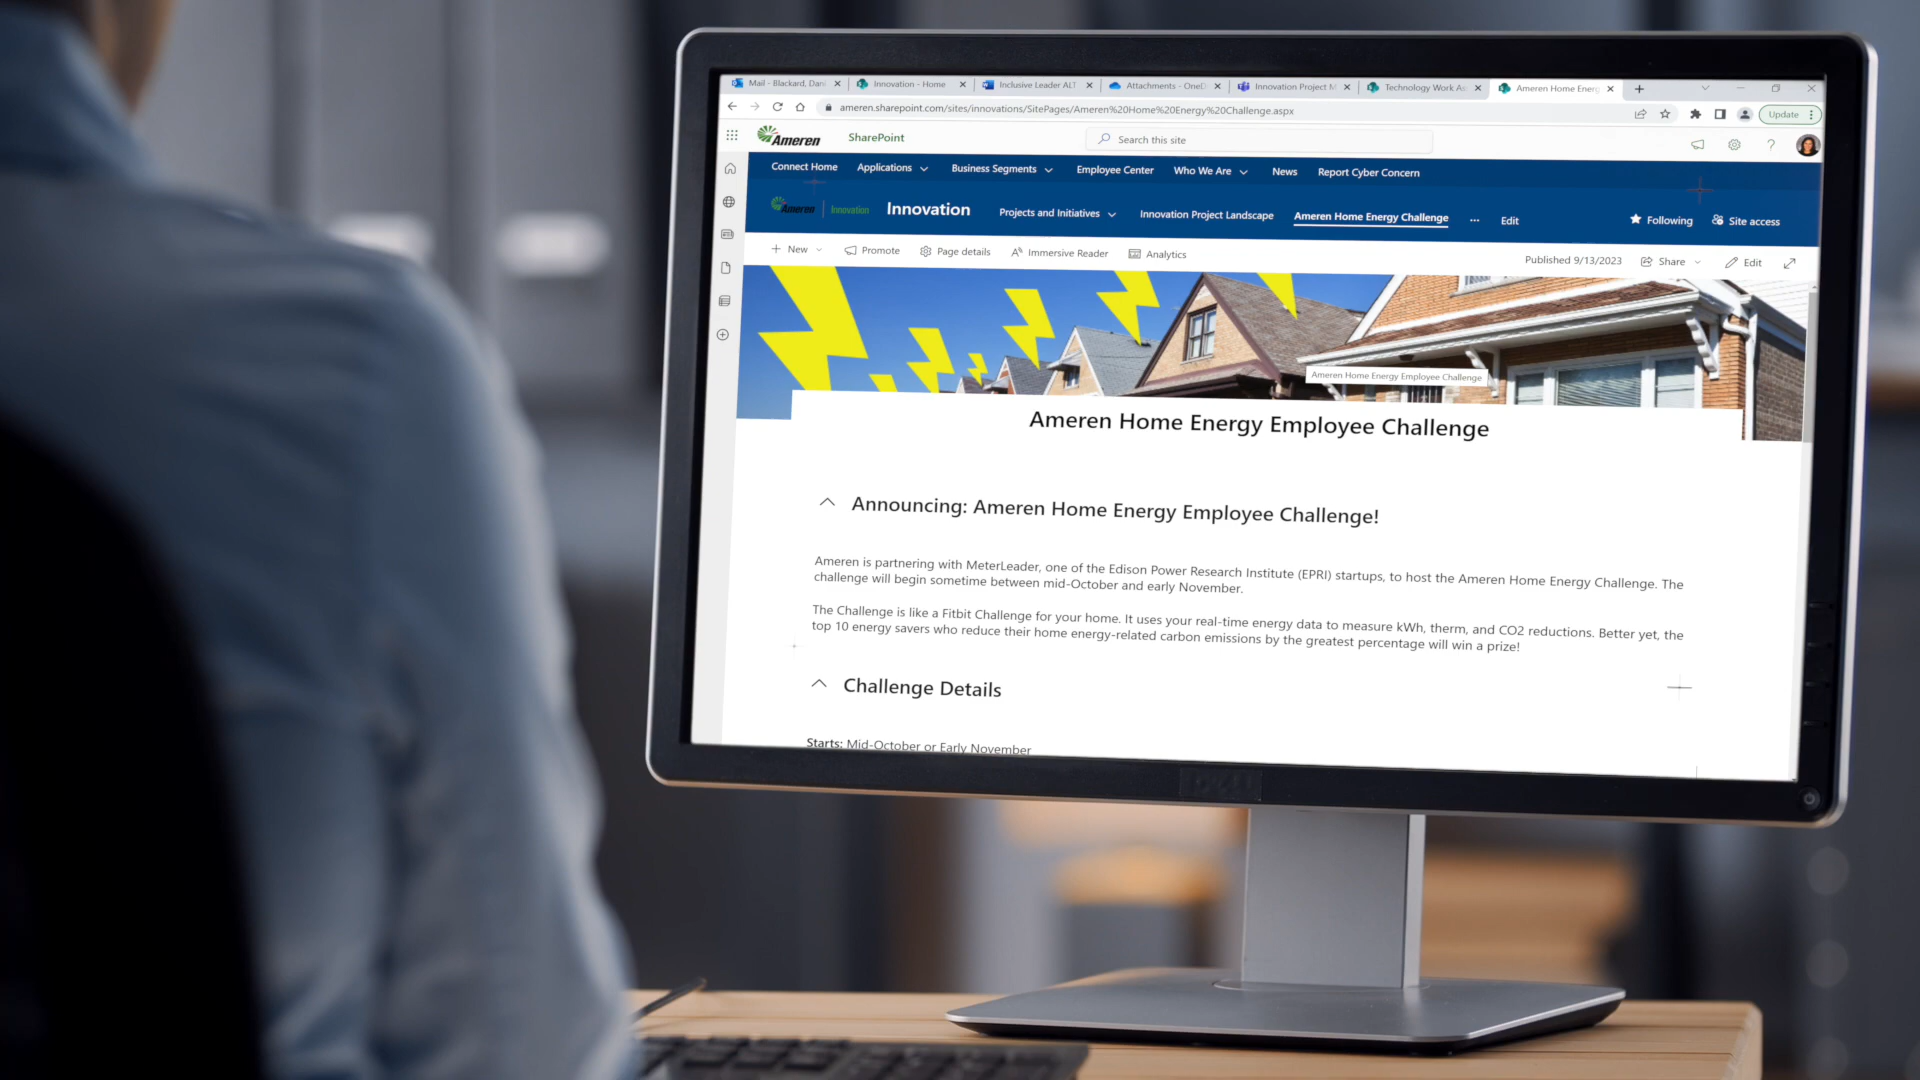 Mail - Blackard, Dani
Innovation - Home
Inclusive Leader ALT
Attachments - OneD
Innovation Project M
Technology Work As
Ameren Home Energ
ameren.sharepoint.com/sites/innovations/SitePages/Ameren%20Home%20Energy%20Challenge.aspx
Update
Ameren
SharePoint
Search this site
Connect Home Applications Business Segments Employee Center Who We Are News Report Cyber Concern
Ameren Innovation
Innovation
Projects and Initiatives Innovation Project Landscape Ameren Home Energy Challenge ... Edit
Following Site access
+ New Promote Page details Immersive Reader Analytics
Published 9/13/2023 Share Edit
Ameren Home Energy Employee Challenge
Ameren Home Energy Employee Challenge
Announcing: Ameren Home Energy Employee Challenge!
Ameren is partnering with MeterLeader, one of the Edison Power Research Institute (EPRI) startups, to host the Ameren Home Energy Challenge. The
challenge will begin sometime between mid-October and early November.
The Challenge is like a Fitbit Challenge for your home. It uses your real-time energy data to measure kWh, therm, and CO2 reductions. Better yet, the
top 10 energy savers who reduce their home energy-related carbon emissions by the greatest percentage will win a prize!
Challenge Details
Starts: Mid-October or Early November